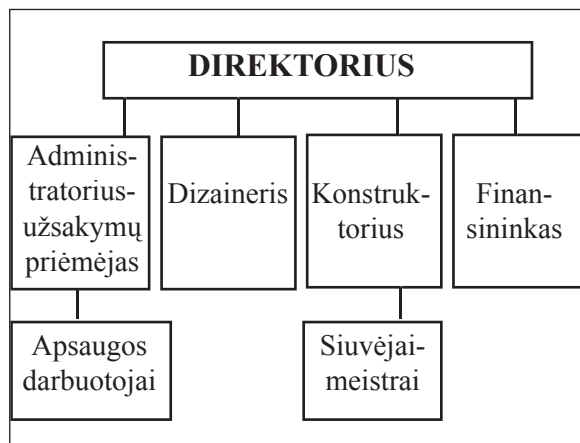 DIREKTORIUS
Adminis-
tratorius-
užsakymų
priėmėjas
Dizaineris
Konstruk-
torius
Finan-
sininkas
Apsaugos
darbuotojai
Siuvėjai-
meistrai